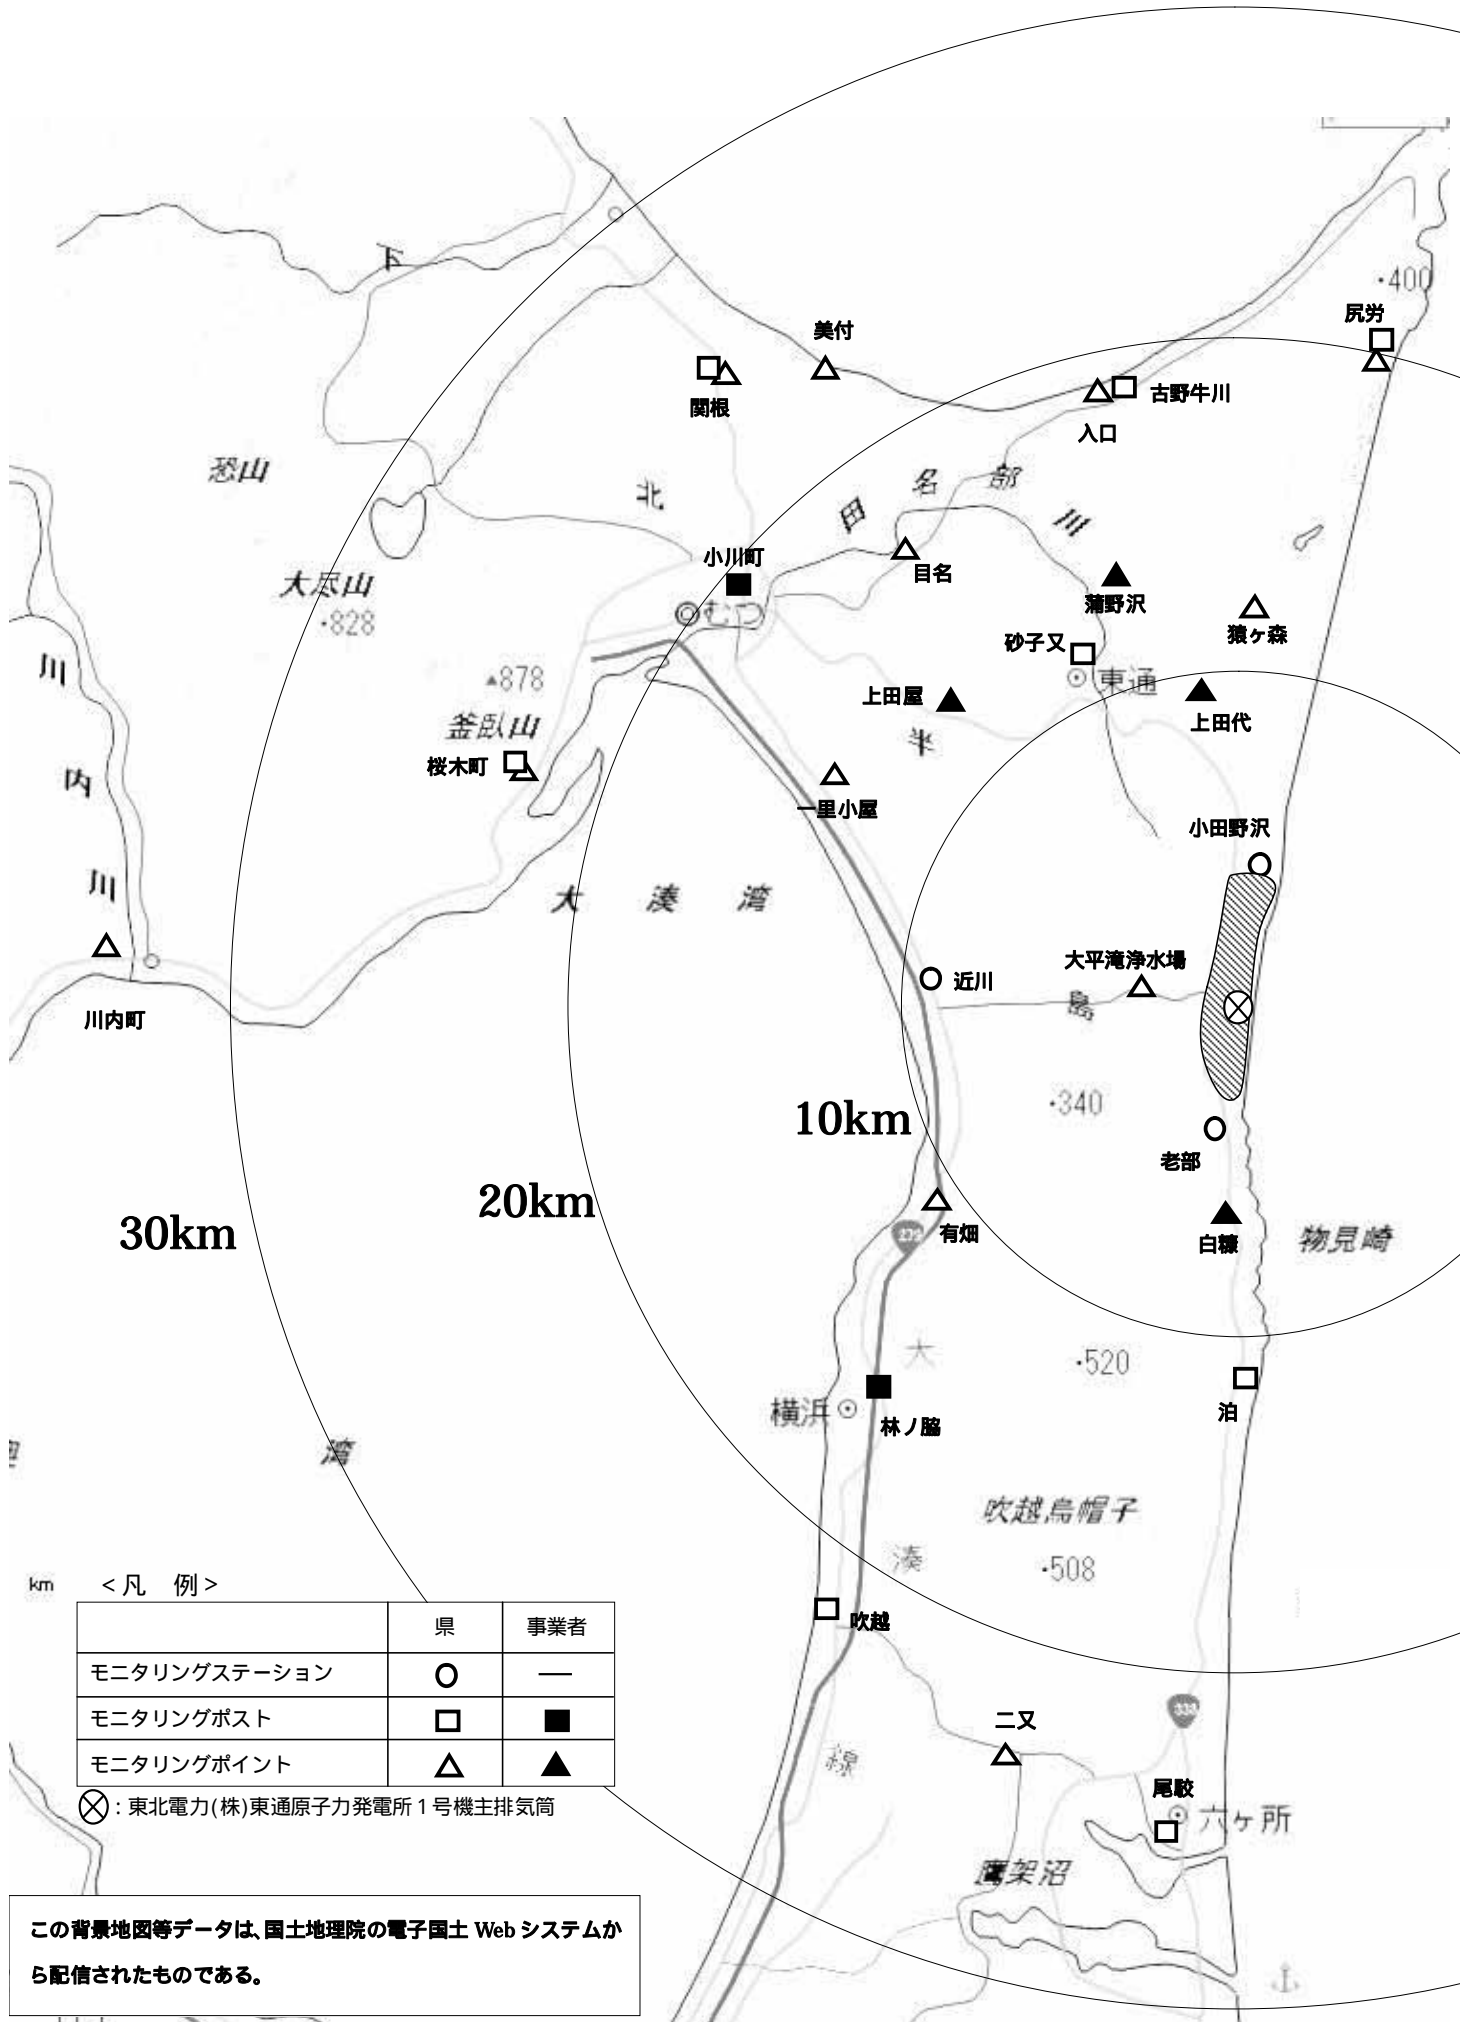 下
・400
尻労
美付
関根
古野牛川
入口
恐山
北
田 名 部 川
小川町
むつ
目名
大尽山
・828
蒲野沢
猿ヶ森
砂子又
東通
川 内 川
878
釜臥山
上田屋
上田代
半
桜木町
一里小屋
小田野沢
大 湊 湾
近川
大平滝浄水場
島
川内町
・340
10km
老部
20km
30km
279
有畑
白糠
物見崎
大
・520
横浜
林ノ脇
泊
湾
吹越烏帽子
湊
・508
km
<凡 例>
県 事業者
モニタリングステーション ○ ―
モニタリングポスト □ ■
モニタリングポイント △ ▲
⊗:東北電力(株)東通原子力発電所1号機主排気筒
吹越
線
二又
338
尾駮
六ヶ所
鷹架沼
この背景地図等データは、国土地理院の電子国土 Web システムか
ら配信されたものである。